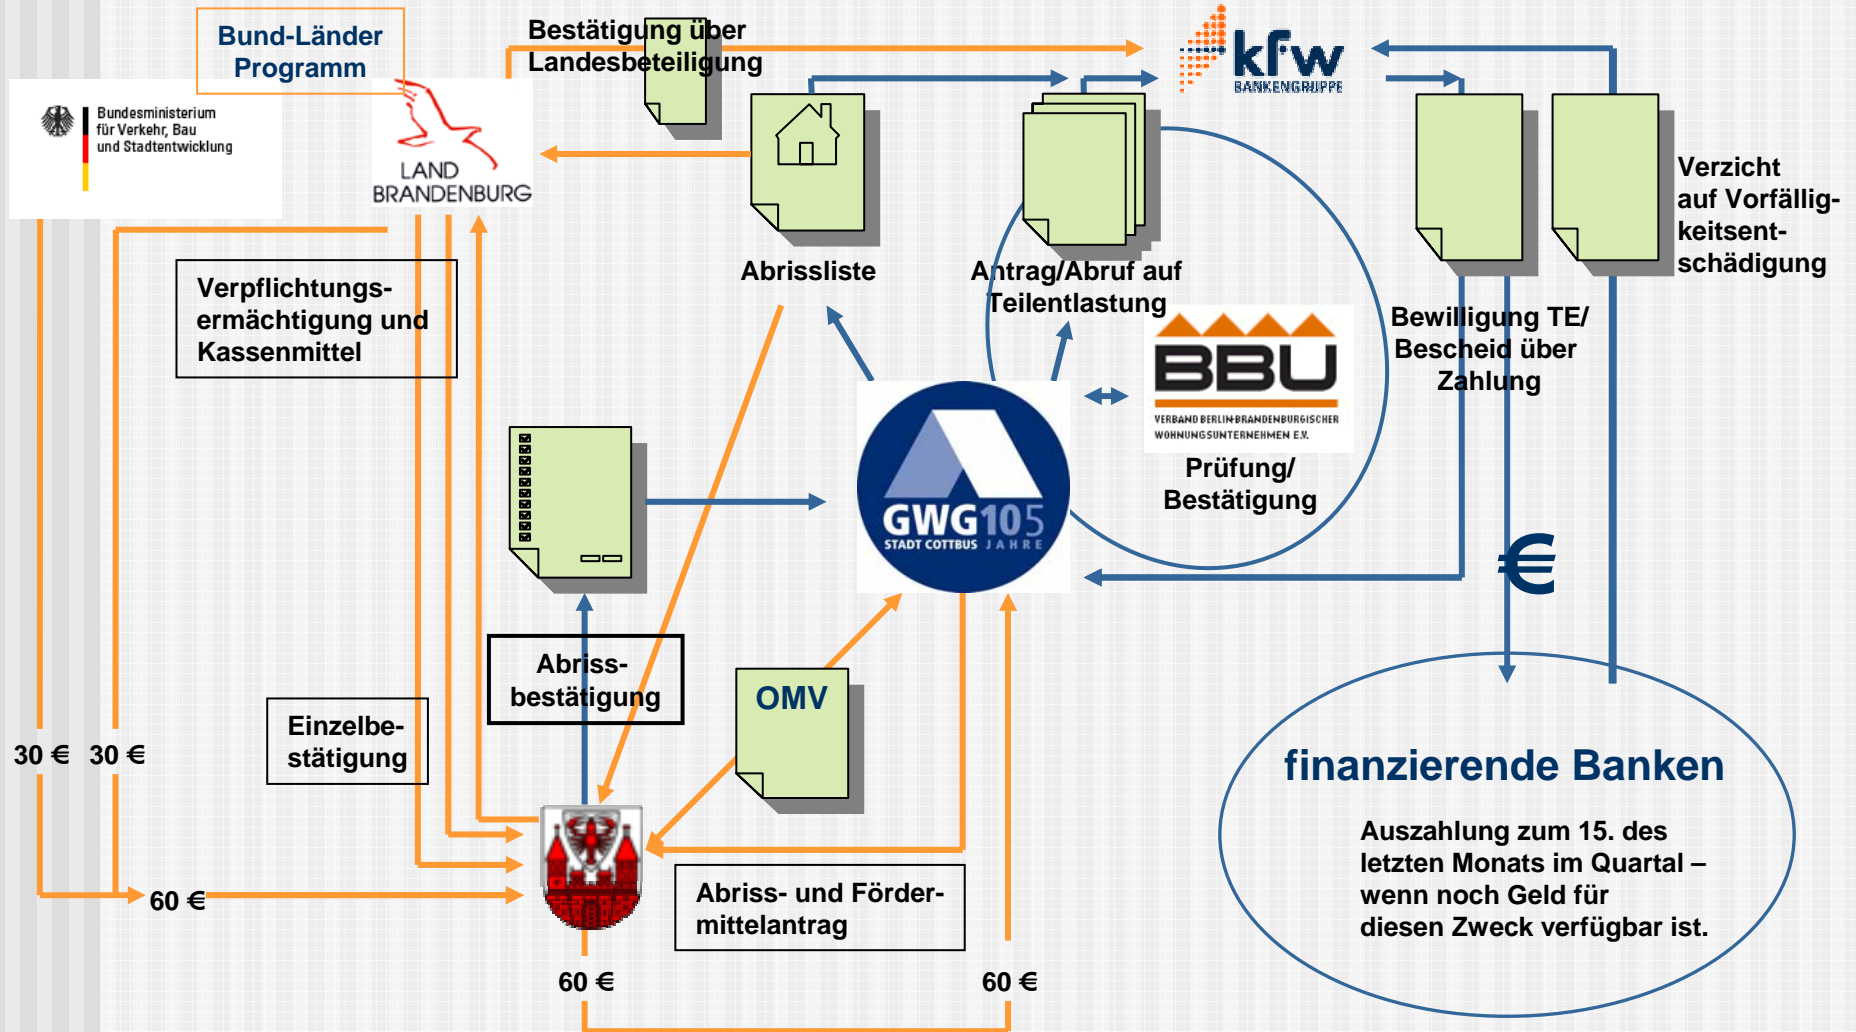 Bund-Länder
Programm
Bestätigung über
Landesbeteiligung
kfw
BANKENGRUPPE
Bundesministerium
für Verkehr, Bau
und Stadtentwicklung
LAND
BRANDENBURG
Verzicht
auf Vorfällig-
keitsent-
schädigung
Abrissliste
Antrag/Abruf auf
Teilentlastung
Verpflichtungs-
ermächtigung und
Kassenmittel
Bewilligung TE/
Bescheid über
Zahlung
BBU
VERBAND BERLIN-BRANDENBURGISCHER
WOHNUNGSUNTERNEHMEN E.V.
Prüfung/
Bestätigung
GWG 105
STADT COTTBUS JAHRE
€
Abriss-
bestätigung
OMV
Einzelbe-
stätigung
30 € 30 €
finanzierende Banken
Auszahlung zum 15. des
letzten Monats im Quartal –
wenn noch Geld für
diesen Zweck verfügbar ist.
60 €
Abriss- und Förder-
mittelantrag
60 €
60 €